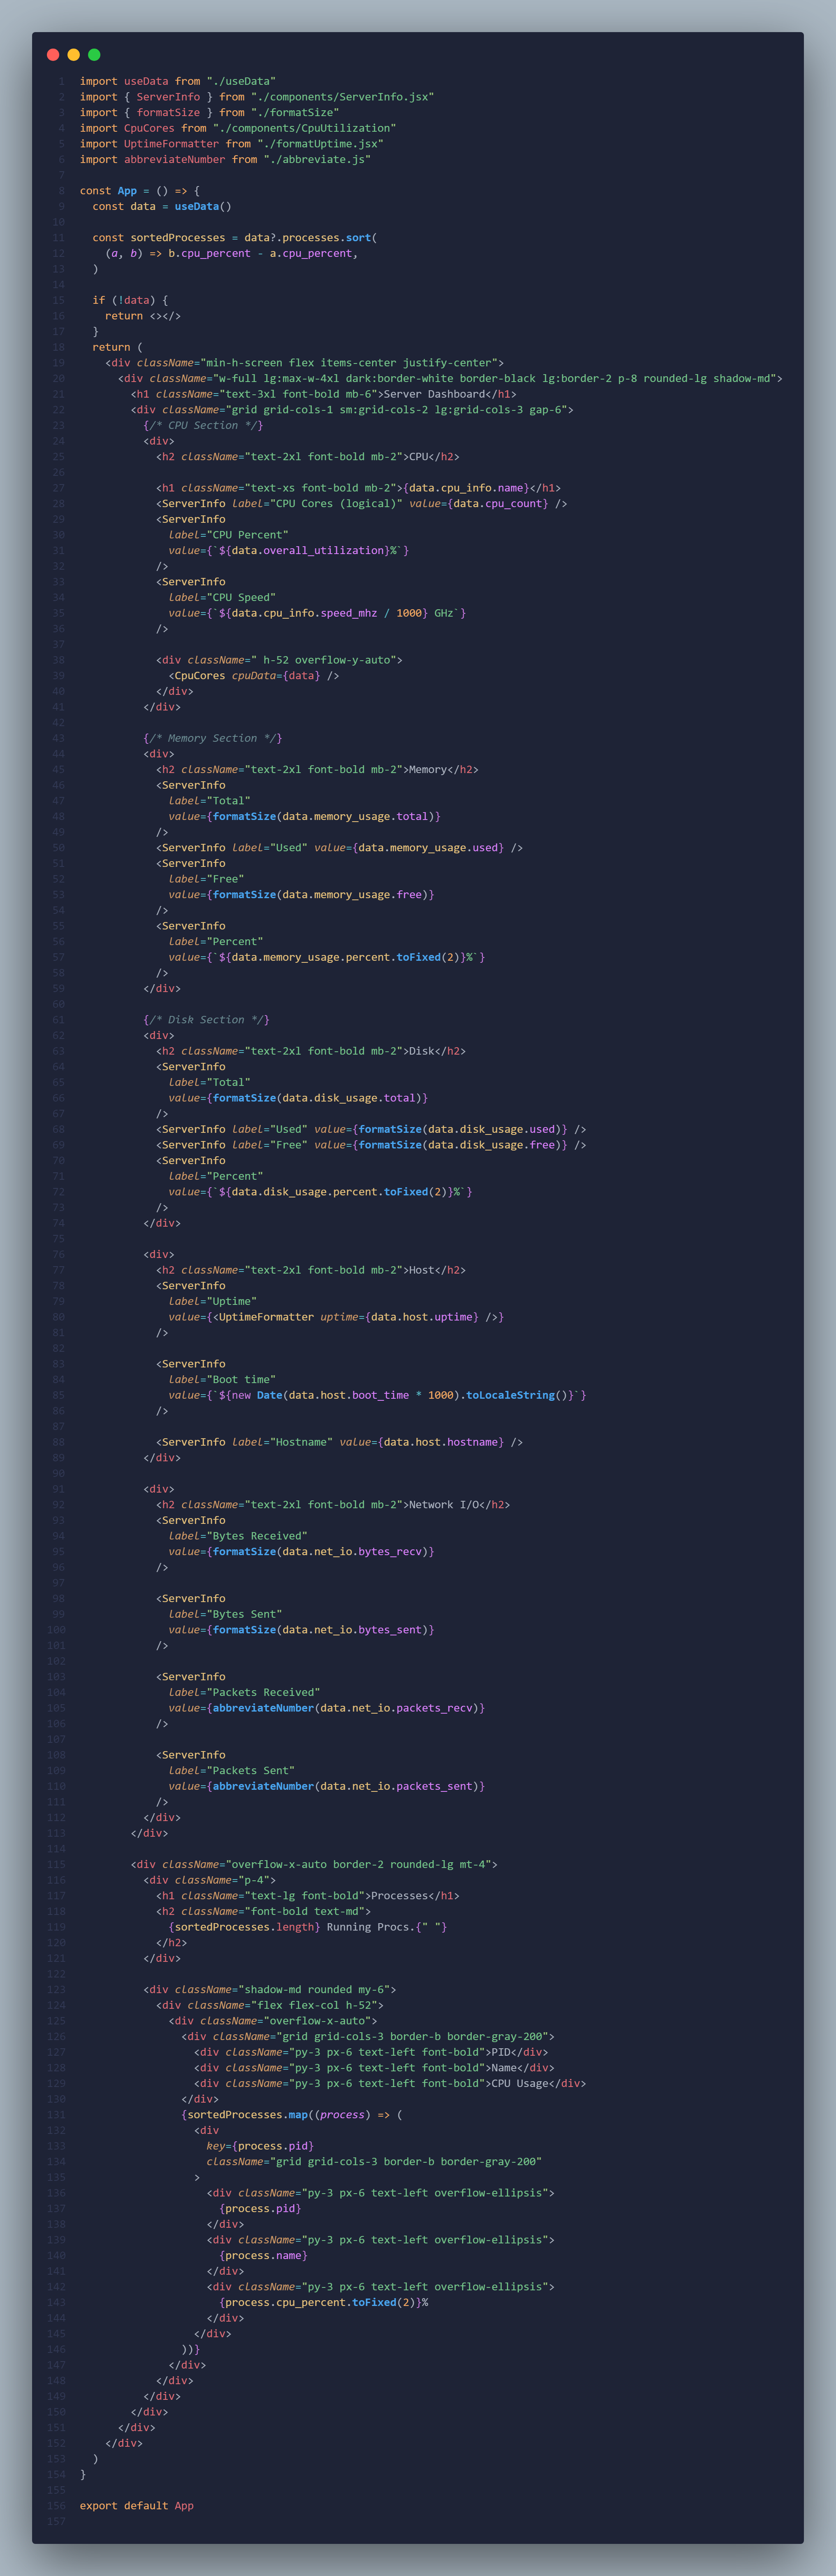 1 import useData from "./useData"
2 import { ServerInfo } from "./components/ServerInfo.jsx"
3 import { formatSize } from "./formatSize"
4 import CpuCores from "./components/CpuUtilization"
5 import UptimeFormatter from "./formatUptime.jsx"
6 import abbreviateNumber from "./abbreviate.js"
7
8 const App = () => {
9   const data = useData()
10
11   const sortedProcesses = data?.processes.sort(
12     (a, b) => b.cpu_percent - a.cpu_percent,
13   )
14
15   if (!data) {
16     return <></>
17   }
18   return (
19     <div className="min-h-screen flex items-center justify-center">
20       <div className="w-full lg:max-w-4xl dark:border-white border-black lg:border-2 p-8 rounded-lg shadow-md">
21         <h1 className="text-3xl font-bold mb-6">Server Dashboard</h1>
22         <div className="grid grid-cols-1 sm:grid-cols-2 lg:grid-cols-3 gap-6">
23           {/* CPU Section */}
24           <div>
25             <h2 className="text-2xl font-bold mb-2">CPU</h2>
26
27             <h1 className="text-xs font-bold mb-2">{data.cpu_info.name}</h1>
28             <ServerInfo label="CPU Cores (logical)" value={data.cpu_count} />
29             <ServerInfo
30               label="CPU Percent"
31               value={`${data.overall_utilization}%`}
32             />
33             <ServerInfo
34               label="CPU Speed"
35               value={`${data.cpu_info.speed_mhz / 1000} GHz`}
36             />
37
38             <div className=" h-52 overflow-y-auto">
39               <CpuCores cpuData={data} />
40             </div>
41           </div>
42
43           {/* Memory Section */}
44           <div>
45             <h2 className="text-2xl font-bold mb-2">Memory</h2>
46             <ServerInfo
47               label="Total"
48               value={formatSize(data.memory_usage.total)}
49             />
50             <ServerInfo label="Used" value={data.memory_usage.used} />
51             <ServerInfo
52               label="Free"
53               value={formatSize(data.memory_usage.free)}
54             />
55             <ServerInfo
56               label="Percent"
57               value={`${data.memory_usage.percent.toFixed(2)}%`}
58             />
59           </div>
60
61           {/* Disk Section */}
62           <div>
63             <h2 className="text-2xl font-bold mb-2">Disk</h2>
64             <ServerInfo
65               label="Total"
66               value={formatSize(data.disk_usage.total)}
67             />
68             <ServerInfo label="Used" value={formatSize(data.disk_usage.used)} />
69             <ServerInfo label="Free" value={formatSize(data.disk_usage.free)} />
70             <ServerInfo
71               label="Percent"
72               value={`${data.disk_usage.percent.toFixed(2)}%`}
73             />
74           </div>
75
76           <div>
77             <h2 className="text-2xl font-bold mb-2">Host</h2>
78             <ServerInfo
79               label="Uptime"
80               value={<UptimeFormatter uptime={data.host.uptime} />}
81             />
82
83             <ServerInfo
84               label="Boot time"
85               value={`${new Date(data.host.boot_time * 1000).toLocaleString()}`}
86             />
87
88             <ServerInfo label="Hostname" value={data.host.hostname} />
89           </div>
90
91           <div>
92             <h2 className="text-2xl font-bold mb-2">Network I/O</h2>
93             <ServerInfo
94               label="Bytes Received"
95               value={formatSize(data.net_io.bytes_recv)}
96             />
97
98             <ServerInfo
99               label="Bytes Sent"
100               value={formatSize(data.net_io.bytes_sent)}
101             />
102
103             <ServerInfo
104               label="Packets Received"
105               value={abbreviateNumber(data.net_io.packets_recv)}
106             />
107
108             <ServerInfo
109               label="Packets Sent"
110               value={abbreviateNumber(data.net_io.packets_sent)}
111             />
112           </div>
113         </div>
114
115         <div className="overflow-x-auto border-2 rounded-lg mt-4">
116           <div className="p-4">
117             <h1 className="text-lg font-bold">Processes</h1>
118             <h2 className="font-bold text-md">
119               {sortedProcesses.length} Running Procs.{" "}
120             </h2>
121           </div>
122
123           <div className="shadow-md rounded my-6">
124             <div className="flex flex-col h-52">
125               <div className="overflow-x-auto">
126                 <div className="grid grid-cols-3 border-b border-gray-200">
127                   <div className="py-3 px-6 text-left font-bold">PID</div>
128                   <div className="py-3 px-6 text-left font-bold">Name</div>
129                   <div className="py-3 px-6 text-left font-bold">CPU Usage</div>
130                 </div>
131                 {sortedProcesses.map((process) => (
132                   <div
133                     key={process.pid}
134                     className="grid grid-cols-3 border-b border-gray-200"
135                   >
136                     <div className="py-3 px-6 text-left overflow-ellipsis">
137                       {process.pid}
138                     </div>
139                     <div className="py-3 px-6 text-left overflow-ellipsis">
140                       {process.name}
141                     </div>
142                     <div className="py-3 px-6 text-left overflow-ellipsis">
143                       {process.cpu_percent.toFixed(2)}%
144                     </div>
145                   </div>
146                 ))}
147               </div>
148             </div>
149           </div>
150         </div>
151       </div>
152     </div>
153   )
154 }
155
156 export default App
157